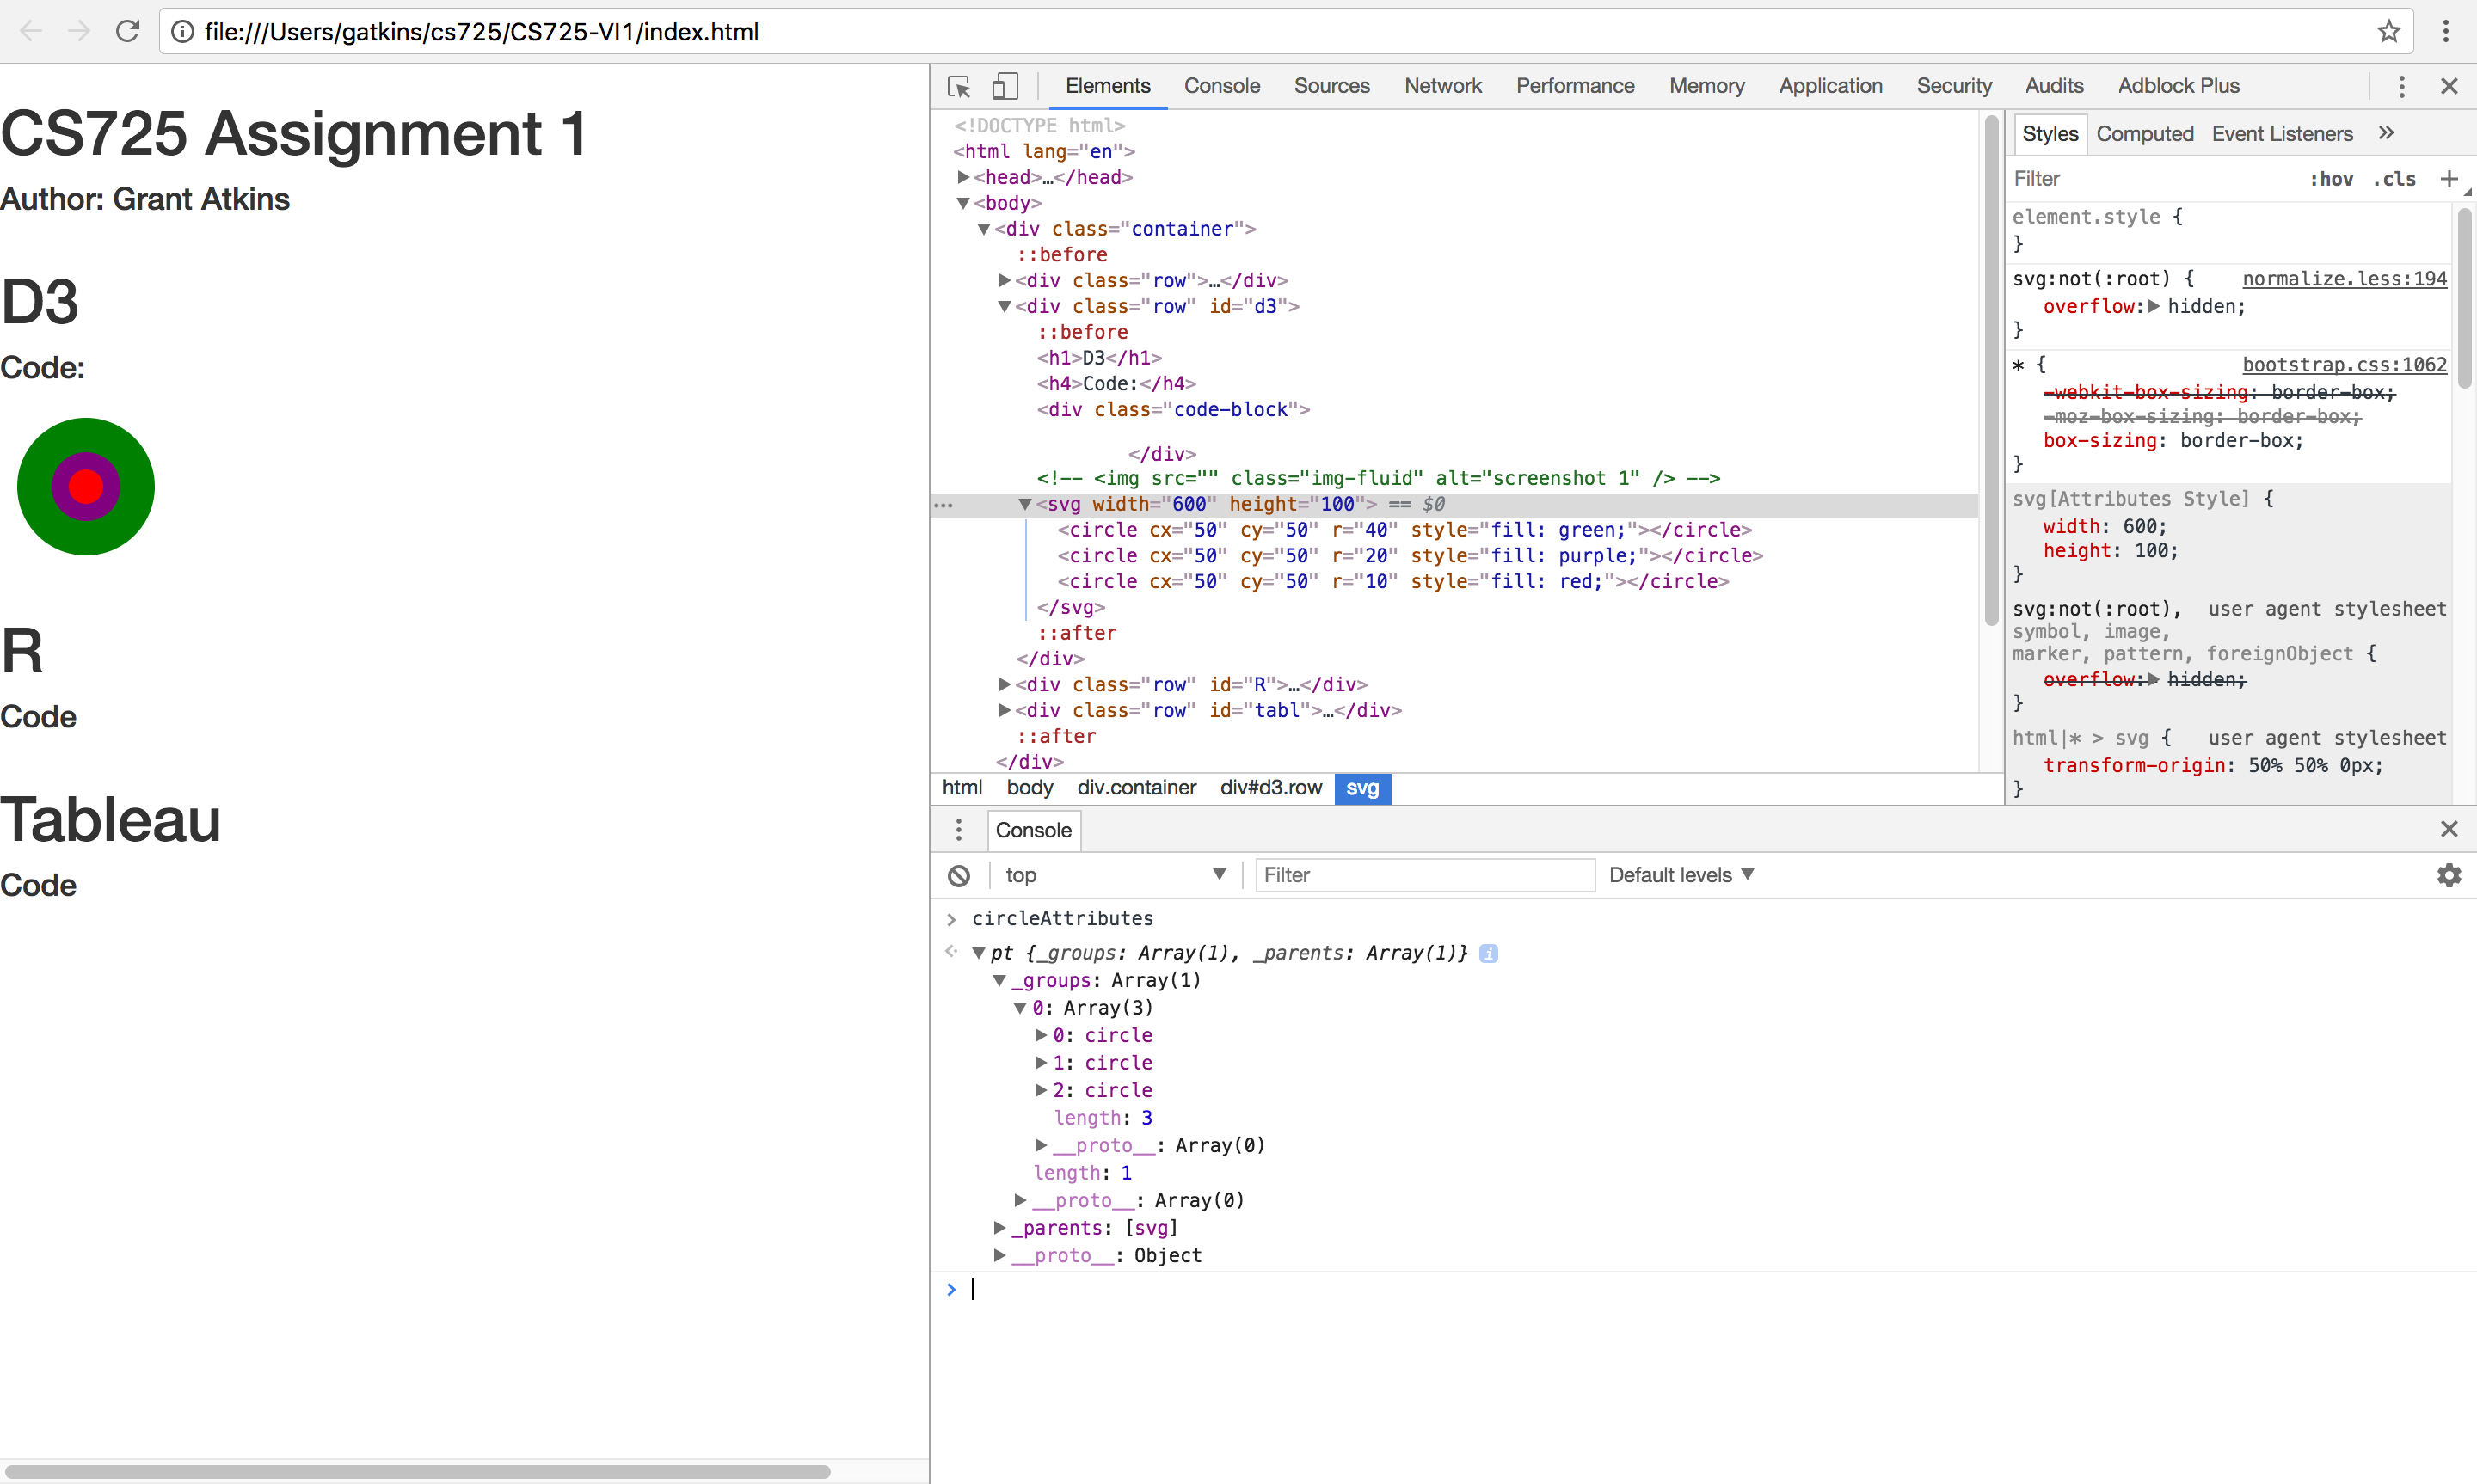 file:///Users/gatkins/cs725/CS725-VI1/index.html
CS725 Assignment 1
Author: Grant Atkins
D3
Code:
R
Code
Tableau
Code
Elements Console Sources Network Performance Memory Application Security Audits Adblock Plus
<!DOCTYPE html>
<html lang="en">
<head>…</head>
<body>
<div class="container">
::before
<div class="row">…</div>
<div class="row" id="d3">
::before
<h1>D3</h1>
<h4>Code:</h4>
<div class="code-block">
</div>
<!-- <img src="" class="img-fluid" alt="screenshot 1" /> -->
… <svg width="600" height="100"> == $0
<circle cx="50" cy="50" r="40" style="fill: green;"></circle>
<circle cx="50" cy="50" r="20" style="fill: purple;"></circle>
<circle cx="50" cy="50" r="10" style="fill: red;"></circle>
</svg>
::after
</div>
<div class="row" id="R">…</div>
<div class="row" id="tabl">…</div>
::after
</div>
html body div.container div#d3.row svg
Styles Computed Event Listeners »
Filter :hov .cls +
element.style {
}
svg:not(:root) { normalize.less:194
overflow: hidden;
}
* { bootstrap.css:1062
-webkit-box-sizing: border-box;
-moz-box-sizing: border-box;
box-sizing: border-box;
}
svg[Attributes Style] {
width: 600;
height: 100;
}
svg:not(:root), user agent stylesheet
symbol, image,
marker, pattern, foreignObject {
overflow: hidden;
}
html|* > svg { user agent stylesheet
transform-origin: 50% 50% 0px;
}
Console
top Filter Default levels
> circleAttributes
pt {_groups: Array(1), _parents: Array(1)} i
_groups: Array(1)
0: Array(3)
0: circle
1: circle
2: circle
length: 3
__proto__: Array(0)
length: 1
__proto__: Array(0)
_parents: [svg]
__proto__: Object
>